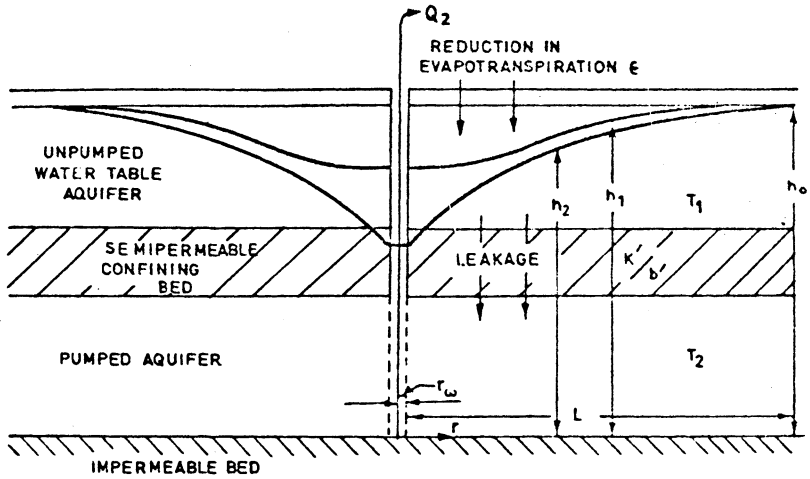 Q2
REDUCTION IN
EVAPOTRANSPIRATION ϵ
UNPUMPED
WATER TABLE
AQUIFER
h2
h1
T1
h0
SEMIPERMEABLE
CONFINING
BED
LEAKAGE
K'/b'
PUMPED AQUIFER
T2
rω
r
L
IMPERMEABLE BED